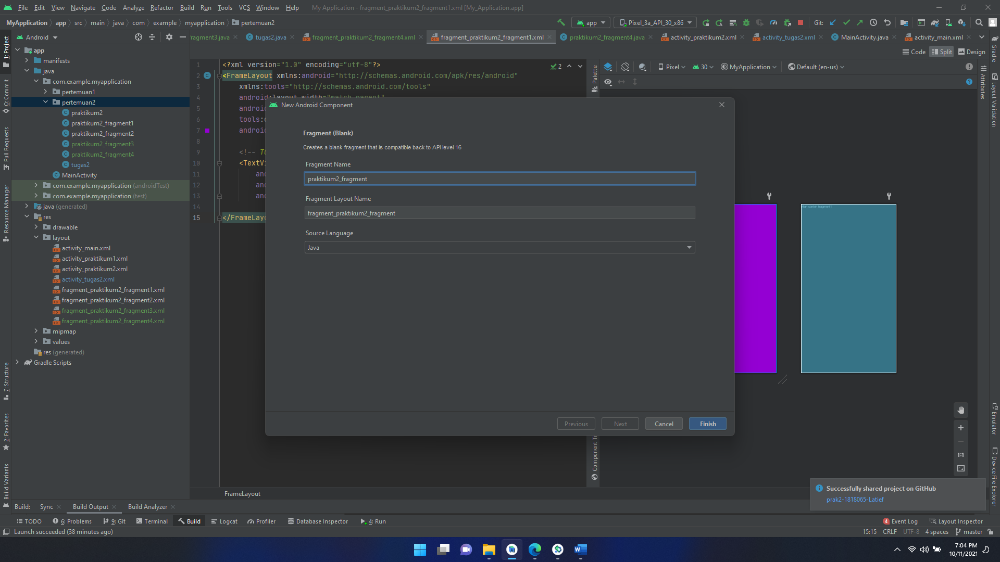 File Edit View Navigate Code Analyze Refactor Build Run Tools VCS Window Help My Application - fragment_praktikum2_fragment1.xml [My_Application.app]
MyApplication app src main java com example myapplication pertemuan2
app Pixel_3a_API_30_x86 Git:
Android
ragment3.java tugas2.java fragment_praktikum2_fragment4.xml fragment_praktikum2_fragment1.xml praktikum2_fragment4.java activity_praktikum2.xml activity_tugas2.xml MainActivity.java activity_main.xml
Code Split Design
1: Project
0: Commit
Pull Requests
Resource Manager
7: Structure
2: Favorites
Build Variants
app
manifests
java
com.example.myapplication
pertemuan1
pertemuan2
praktikum2
praktikum2_fragment1
praktikum2_fragment2
praktikum2_fragment3
praktikum2_fragment4
tugas2
MainActivity
com.example.myapplication (androidTest)
com.example.myapplication (test)
java (generated)
res
drawable
layout
activity_main.xml
activity_praktikum1.xml
activity_praktikum2.xml
activity_tugas2.xml
fragment_praktikum2_fragment1.xml
fragment_praktikum2_fragment2.xml
fragment_praktikum2_fragment3.xml
fragment_praktikum2_fragment4.xml
mipmap
values
res (generated)
Gradle Scripts
1 <?xml version="1.0" encoding="utf-8"?>
2 <FrameLayout xmlns:android="http://schemas.android.com/apk/res/android"
3 xmlns:tools="http://schemas.android.com/tools"
4 android:layout_width="match_parent"
5 android
6 tools:
7 android
8
9 <!-- T
10 <TextVi
11 an
12 an
13 an
14
15 </FrameLayo
2
Palette
Component Tr
Pixel 30 MyApplication Default (en-us)
New Android Component
Fragment (Blank)
Creates a blank fragment that is compatible back to API level 16
Fragment Name
praktikum2_fragment
Fragment Layout Name
fragment_praktikum2_fragment
Source Language
Java
Previous Next Cancel Finish
1:1
Gradle
Attributes
Layout Validation
Emulator
Device File Explorer
Successfully shared project on GitHub
prak2-1818065-Latief
FrameLayout
Build: Sync Build Output Build Analyzer
TODO 6: Problems 9: Git Terminal Build Logcat Profiler Database Inspector 4: Run
4 Event Log Layout Inspector
Launch succeeded (38 minutes ago)
15:15 CRLF UTF-8 4 spaces master
7:04 PM
10/11/2021